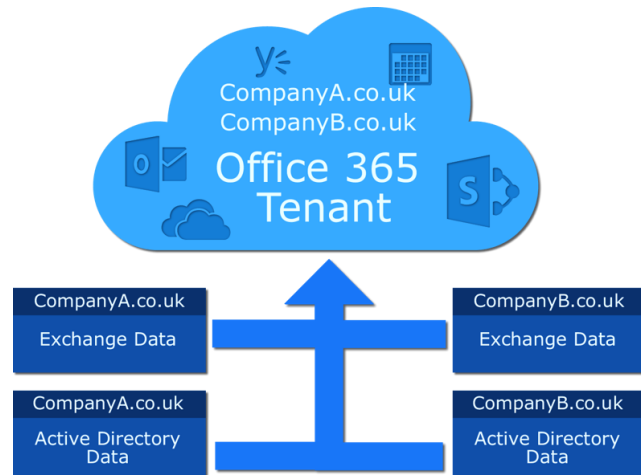 CompanyA.co.uk
CompanyB.co.uk
Office 365
Tenant
CompanyA.co.uk
Exchange Data
CompanyB.co.uk
Exchange Data
CompanyA.co.uk
Active Directory
Data
CompanyB.co.uk
Active Directory
Data